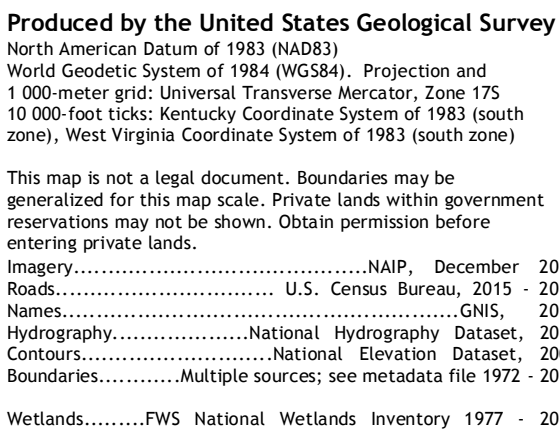 Produced by the United States Geological Survey
North American Datum of 1983 (NAD83)
World Geodetic System of 1984 (WGS84). Projection and
1 000-meter grid: Universal Transverse Mercator, Zone 17S
10 000-foot ticks: Kentucky Coordinate System of 1983 (south
zone), West Virginia Coordinate System of 1983 (south zone)
This map is not a legal document. Boundaries may be
generalized for this map scale. Private lands within government
reservations may not be shown. Obtain permission before
entering private lands.
Imagery..........................................NAIP, December 20
Roads............................... U.S. Census Bureau, 2015 - 20
Names.........................................................GNIS, 20
Hydrography...................National Hydrography Dataset, 20
Contours...........................National Elevation Dataset, 20
Boundaries............Multiple sources; see metadata file 1972 - 20
Wetlands.........FWS National Wetlands Inventory 1977 - 20